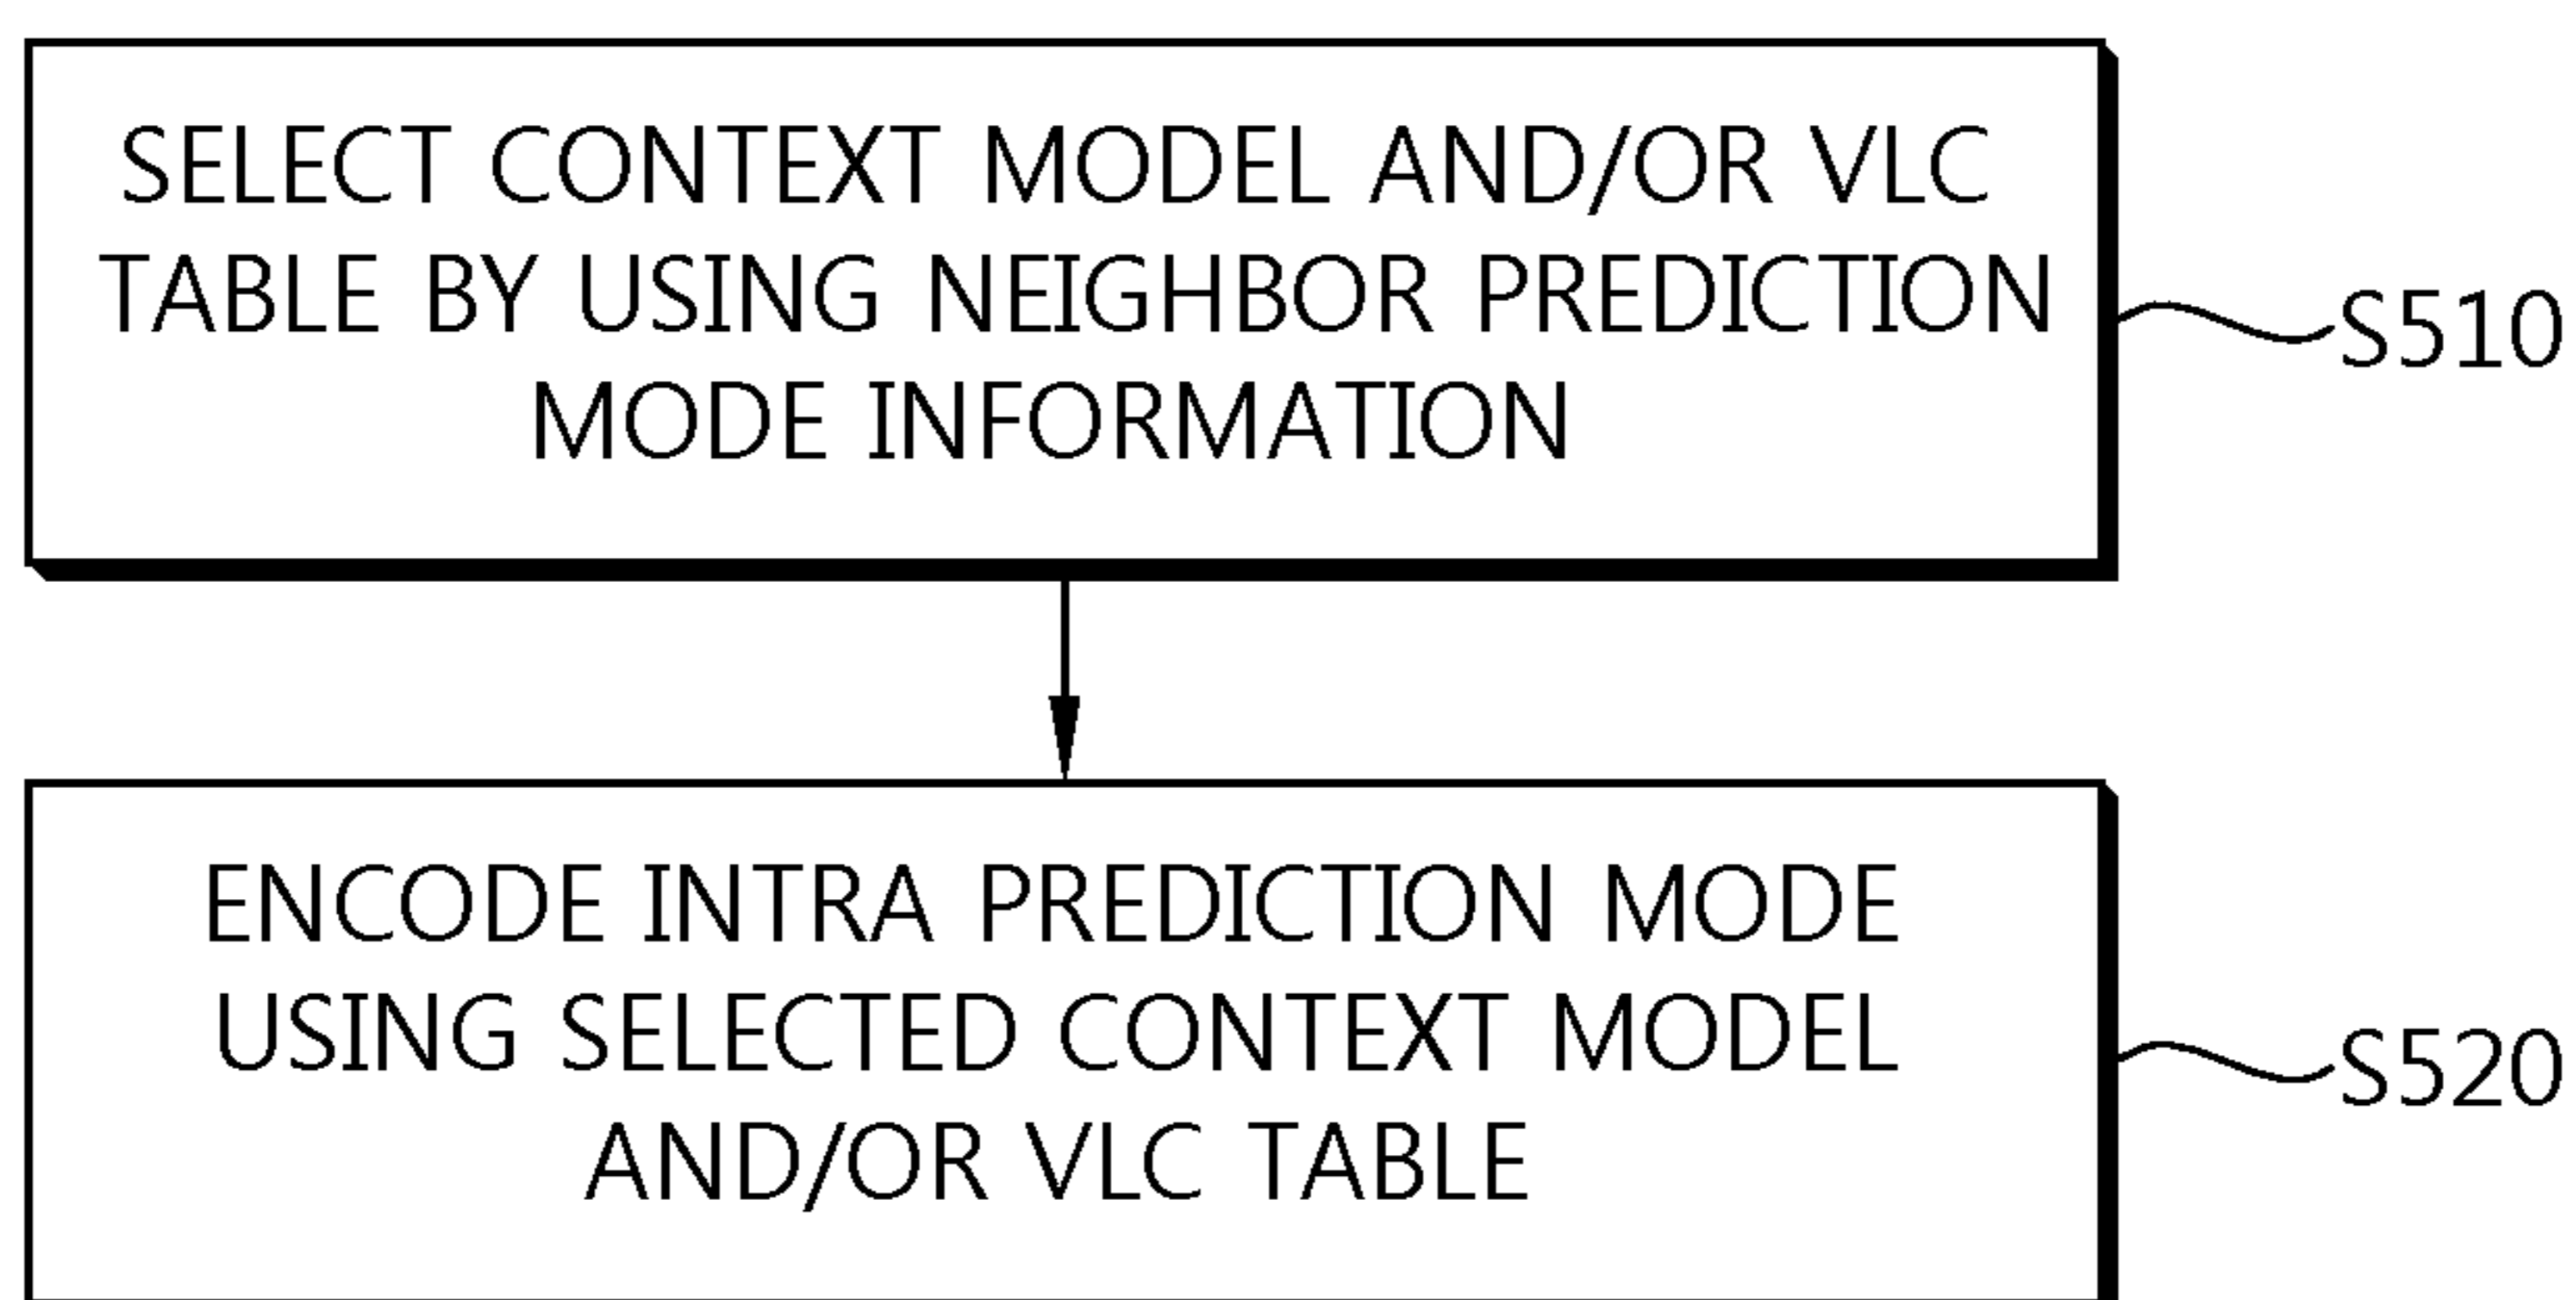 SELECT CONTEXT MODEL AND/OR VLC
TABLE BY USING NEIGHBOR PREDICTION
MODE INFORMATION
S510
ENCODE INTRA PREDICTION MODE
USING SELECTED CONTEXT MODEL
AND/OR VLC TABLE
S520